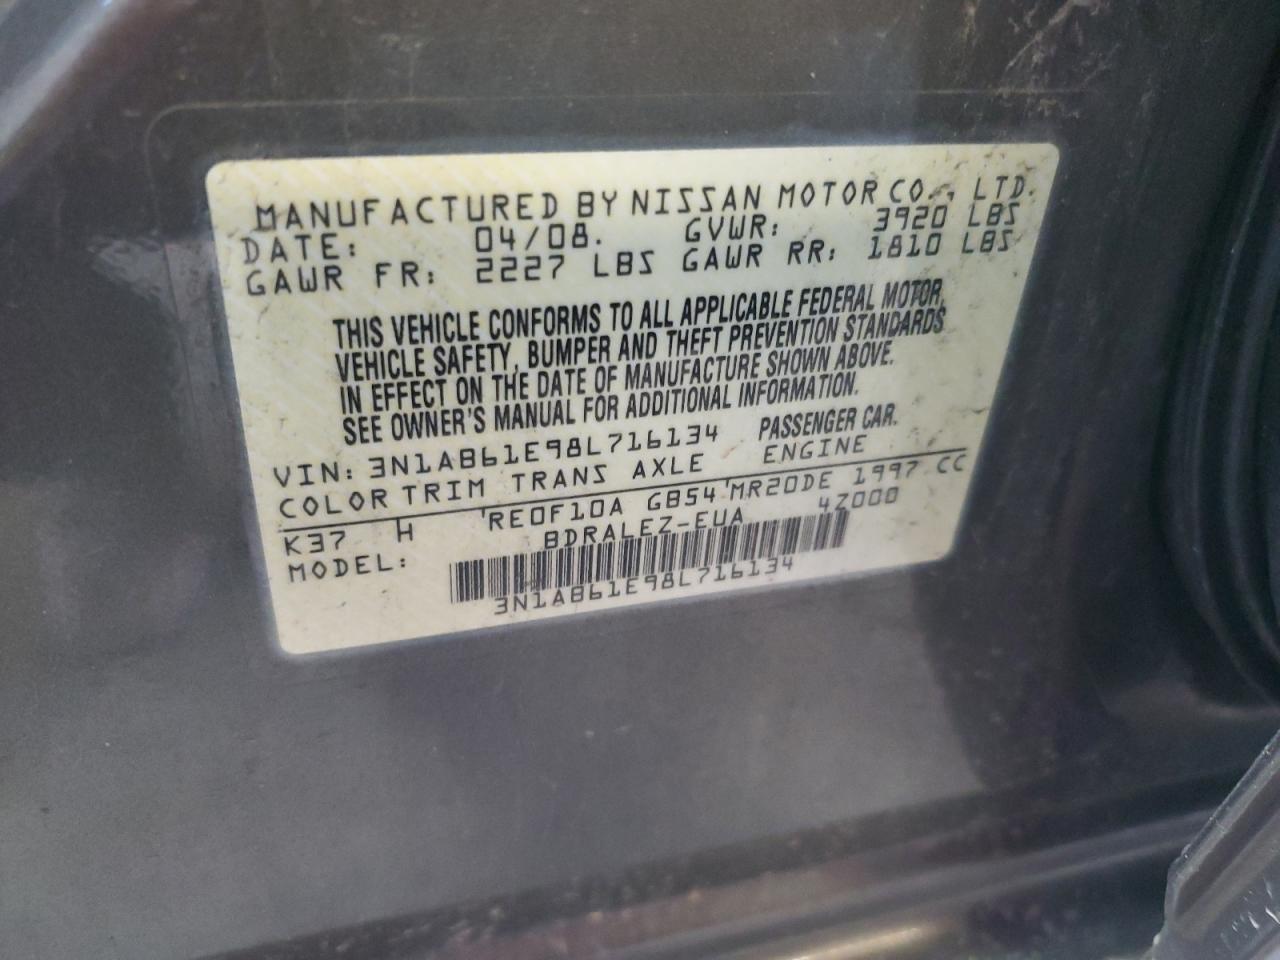 MANUFACTURED BY NISSAN MOTOR CO., LTD.
DATE: 04/08. GVWR: 3920 LBS
GAWR FR: 2227 LBS GAWR RR: 1810 LBS
THIS VEHICLE CONFORMS TO ALL APPLICABLE FEDERAL MOTOR
VEHICLE SAFETY, BUMPER AND THEFT PREVENTION STANDARDS
IN EFFECT ON THE DATE OF MANUFACTURE SHOWN ABOVE.
SEE OWNER'S MANUAL FOR ADDITIONAL INFORMATION.
VIN: 3N1AB61E98L716134 PASSENGER CAR.
COLOR TRIM TRANS AXLE ENGINE
K37 H RE0F10A GB54 MR20DE 1997 CC
MODEL: BDRALEZ-EUA 4Z000
3N1AB61E98L716134